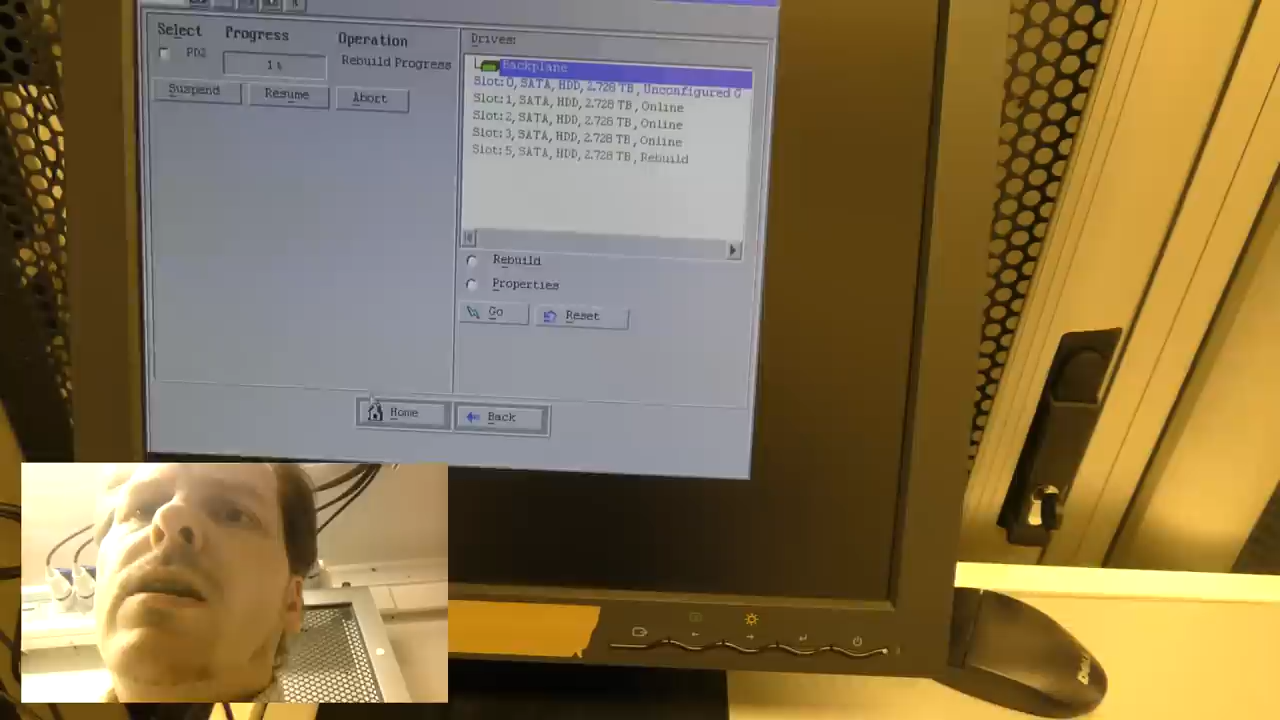 Select Progress Operation
PD2 1% Rebuild Progress
Suspend Resume Abort
Drives:
Backplane
Slot: 0, SATA, HDD, 2.728 TB, Unconfigured G
Slot: 1, SATA, HDD, 2.728 TB, Online
Slot: 2, SATA, HDD, 2.728 TB, Online
Slot: 3, SATA, HDD, 2.728 TB, Online
Slot: 5, SATA, HDD, 2.728 TB, Rebuild
Rebuild
Properties
Go Reset
Home Back
DELL